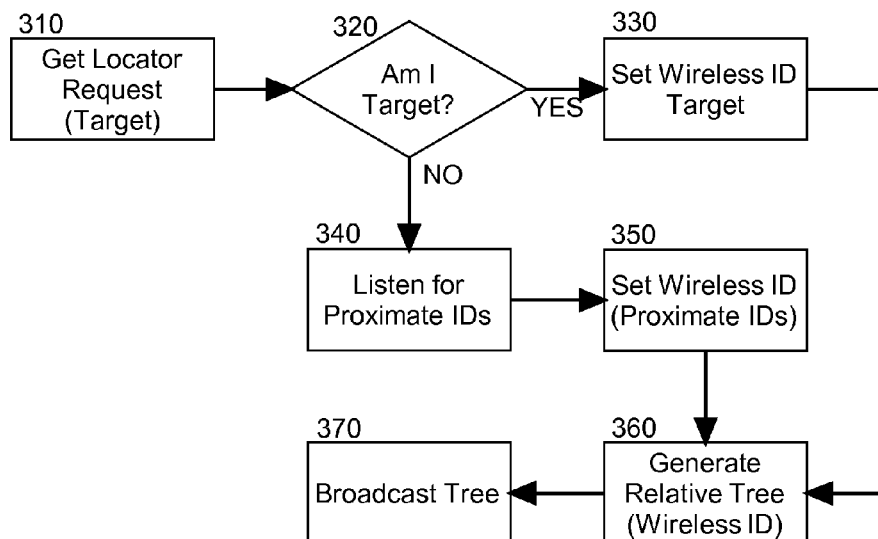 310
Get Locator
Request
(Target)
320
Am I
Target?
YES
NO
330
Set Wireless ID
Target
340
Listen for
Proximate IDs
350
Set Wireless ID
(Proximate IDs)
360
Generate
Relative Tree
(Wireless ID)
370
Broadcast Tree